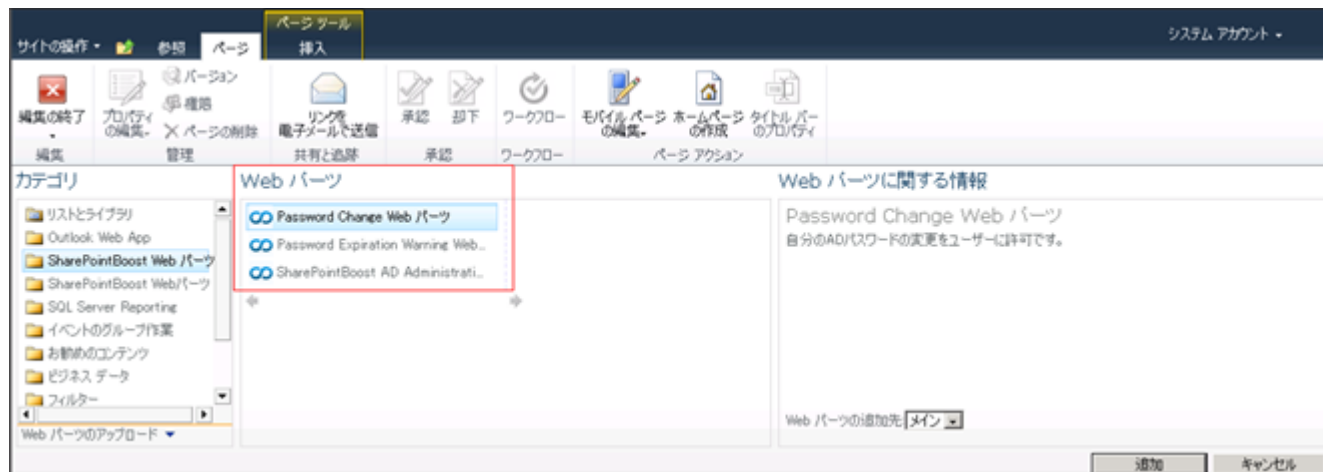 ページ ツール
サイトの操作
参照
ページ
挿入
システム アカウント
編集の終了
プロパティ
の編集
バージョン
権限
ページの削除
リンクを
電子メールで送信
承認
却下
ワークフロー
モバイル ページ
の編集
ホームページ
の作成
タイトル バー
のプロパティ
編集
管理
共有と追跡
承認
ワークフロー
ページ アクション
カテゴリ
リストとライブラリ
Outlook Web App
SharePointBoost Web パーツ
SharePointBoost Webパーツ
SQL Server Reporting
イベントのグループ作業
お勧めのコンテンツ
ビジネス データ
フィルター
Web パーツのアップロード
Web パーツ
Password Change Web パーツ
Password Expiration Warning Web...
SharePointBoost AD Administrati...
Web パーツに関する情報
Password Change Web パーツ
自分のADパスワードの変更をユーザーに許可です。
Web パーツの追加先
メイン
追加
キャンセル